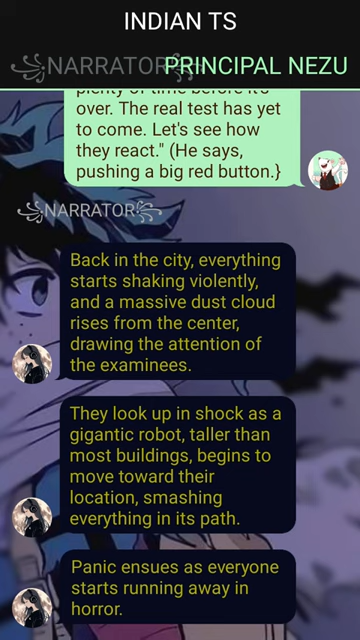 INDIAN TS
NARRATOR
PRINCIPAL NEZU
plenty of time before it's
over. The real test has yet
to come. Let's see how
they react." (He says,
pushing a big red button.}
NARRATOR
Back in the city, everything
starts shaking violently,
and a massive dust cloud
rises from the center,
drawing the attention of
the examinees.
They look up in shock as a
gigantic robot, taller than
most buildings, begins to
move toward their
location, smashing
everything in its path.
Panic ensues as everyone
starts running away in
horror.